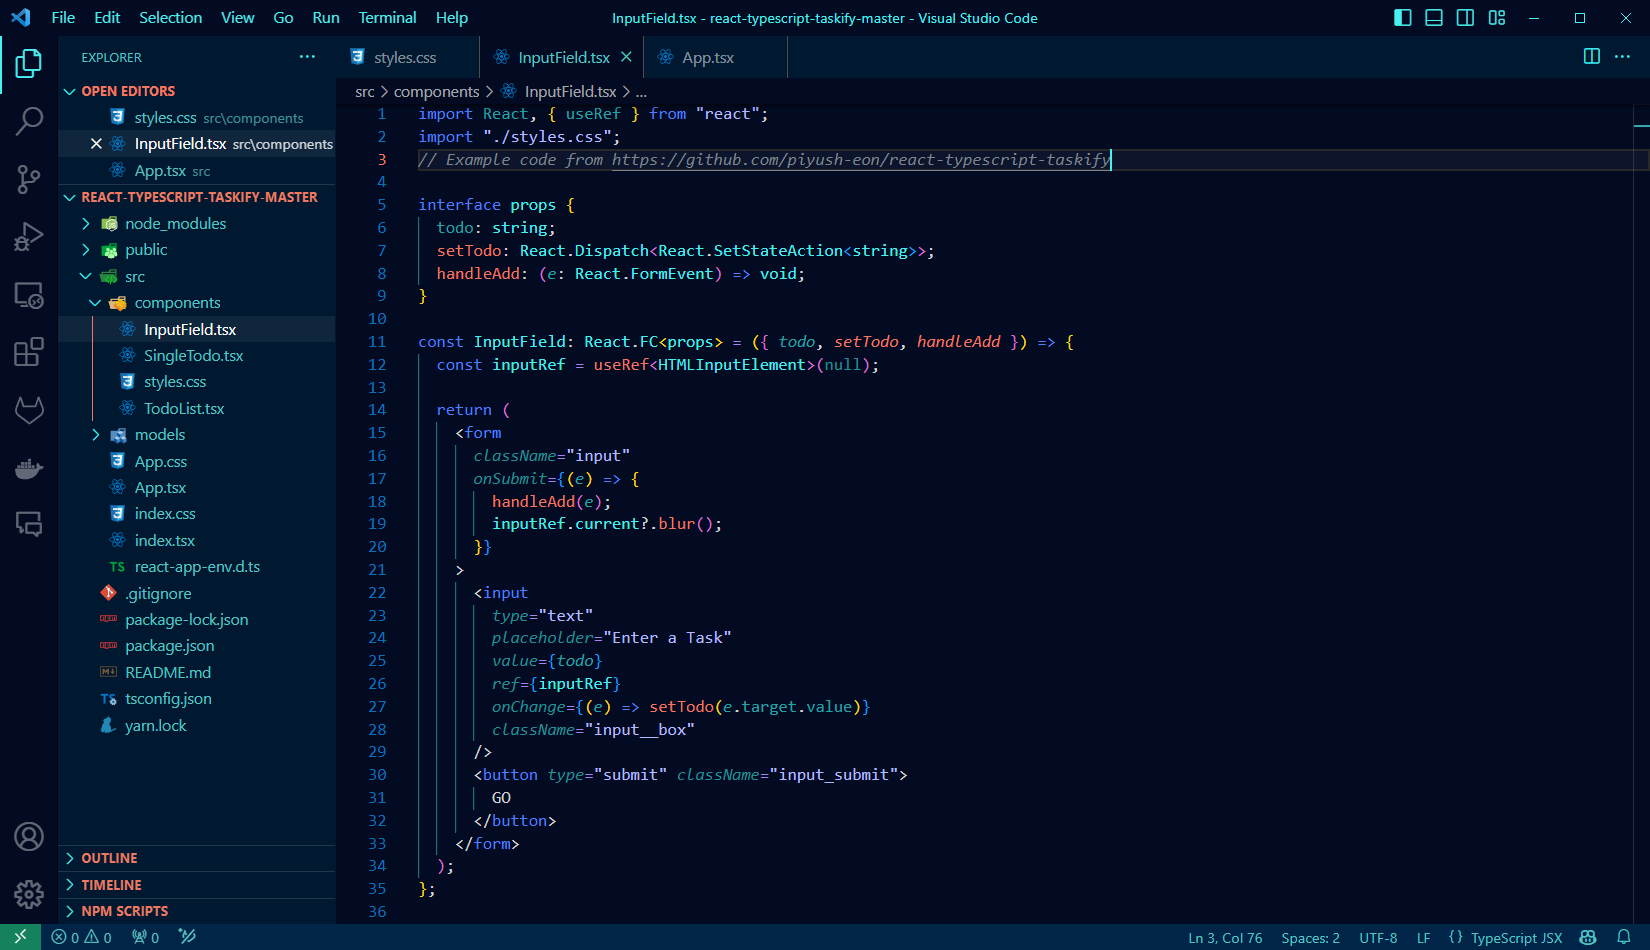 File Edit Selection View Go Run Terminal Help
InputField.tsx - react-typescript-taskify-master - Visual Studio Code
EXPLORER
OPEN EDITORS
styles.css src\components
InputField.tsx src\components
App.tsx src
REACT-TYPESCRIPT-TASKIFY-MASTER
node_modules
public
src
components
InputField.tsx
SingleTodo.tsx
styles.css
TodoList.tsx
models
App.css
App.tsx
index.css
index.tsx
TS react-app-env.d.ts
.gitignore
package-lock.json
package.json
README.md
TS tsconfig.json
yarn.lock
OUTLINE
TIMELINE
NPM SCRIPTS
styles.css InputField.tsx App.tsx
src > components > InputField.tsx > ...
1 import React, { useRef } from "react";
2 import "./styles.css";
3 // Example code from https://github.com/piyush-eon/react-typescript-taskify
4
5 interface props {
6 todo: string;
7 setTodo: React.Dispatch<React.SetStateAction<string>>;
8 handleAdd: (e: React.FormEvent) => void;
9 }
10
11 const InputField: React.FC<props> = ({ todo, setTodo, handleAdd }) => {
12 const inputRef = useRef<HTMLInputElement>(null);
13
14 return (
15 <form
16 className="input"
17 onSubmit={(e) => {
18 handleAdd(e);
19 inputRef.current?.blur();
20 }}
21 >
22 <input
23 type="text"
24 placeholder="Enter a Task"
25 value={todo}
26 ref={inputRef}
27 onChange={(e) => setTodo(e.target.value)}
28 className="input__box"
29 />
30 <button type="submit" className="input_submit">
31 GO
32 </button>
33 </form>
34 );
35 };
36
0 0 0
Ln 3, Col 76 Spaces: 2 UTF-8 LF {} TypeScript JSX